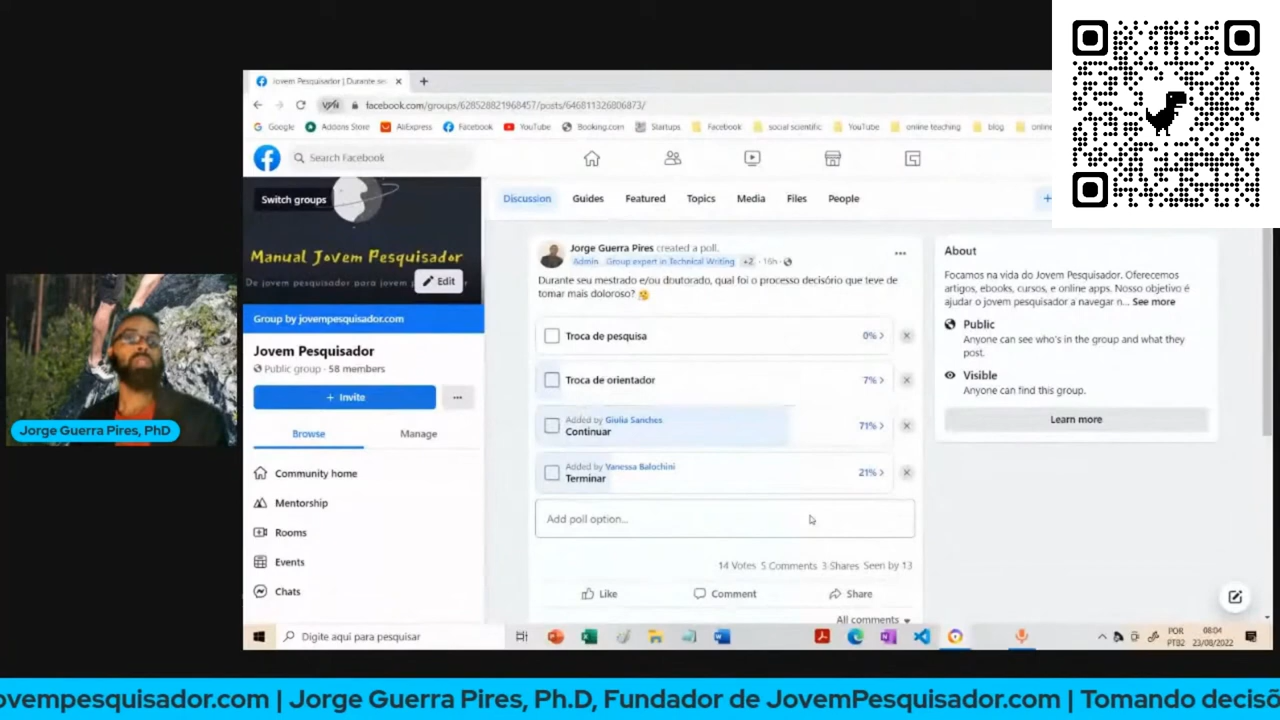 Jovem Pesquisador | Durante seu
facebook.com/groups/628528821968457/posts/646811326806873/
Google
Addons Store
AliExpress
Facebook
YouTube
Booking.com
Startups
Facebook
social scientific
YouTube
online teaching
blog
Search Facebook
Switch groups
Manual Jovem Pesquisador
De jovem pesquisador para jovem
Edit
Group by jovempesquisador.com
Jovem Pesquisador
Public group · 58 members
+ Invite
Browse
Manage
Community home
Mentorship
Rooms
Events
Chats
Discussion
Guides
Featured
Topics
Media
Files
People
Jorge Guerra Pires created a poll.
Admin Group expert in Technical Writing +2 · 16h ·
Durante seu mestrado e/ou doutorado, qual foi o processo decisório que teve de
tomar mais doloroso? 🤔
Troca de pesquisa
0%
Troca de orientador
7%
Added by Giulia Sanches
Continuar
71%
Added by Vanessa Balochini
Terminar
21%
Add poll option...
14 Votes 5 Comments 3 Shares Seen by 13
Like
Comment
Share
All comments
About
Focamos na vida do Jovem Pesquisador. Oferecemos
artigos, ebooks, cursos, e online apps. Nosso objetivo é
ajudar o jovem pesquisador a navegar n... See more
Public
Anyone can see who's in the group and what they
post.
Visible
Anyone can find this group.
Learn more
Jorge Guerra Pires, PhD
Digite aqui para pesquisar
POR
PTB2
08:04
23/08/2022
ovempesquisador.com | Jorge Guerra Pires, Ph.D, Fundador de JovemPesquisador.com | Tomando decisõ